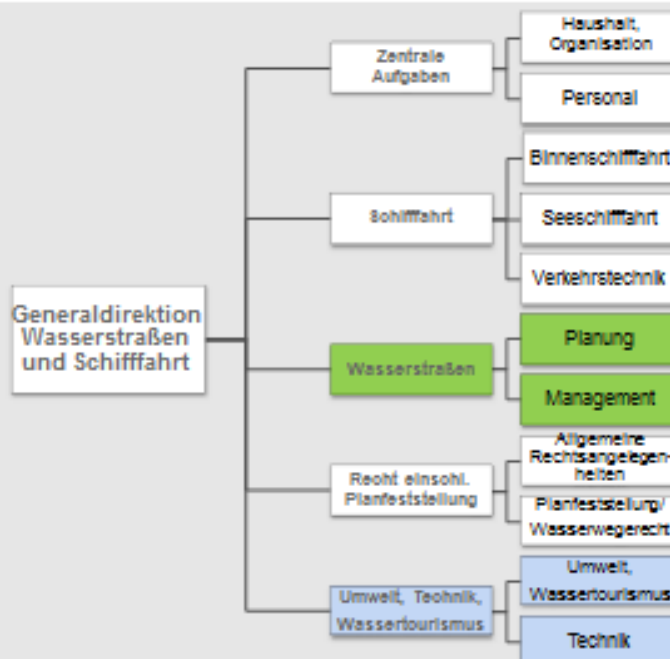 Generaldirektion
Wasserstraßen
und Schifffahrt
Zentrale
Aufgaben
Haushalt,
Organisation
Personal
Schifffahrt
Binnenschifffahrt
Seeschifffahrt
Verkehrstechnik
Wasserstraßen
Planung
Management
Recht einschl.
Planfeststellung
Allgemeine
Rechtsangelegen-
heiten
Planfeststellung/
Wasserwegerecht
Umwelt, Technik,
Wassertourismus
Umwelt,
Wassertourismus
Technik